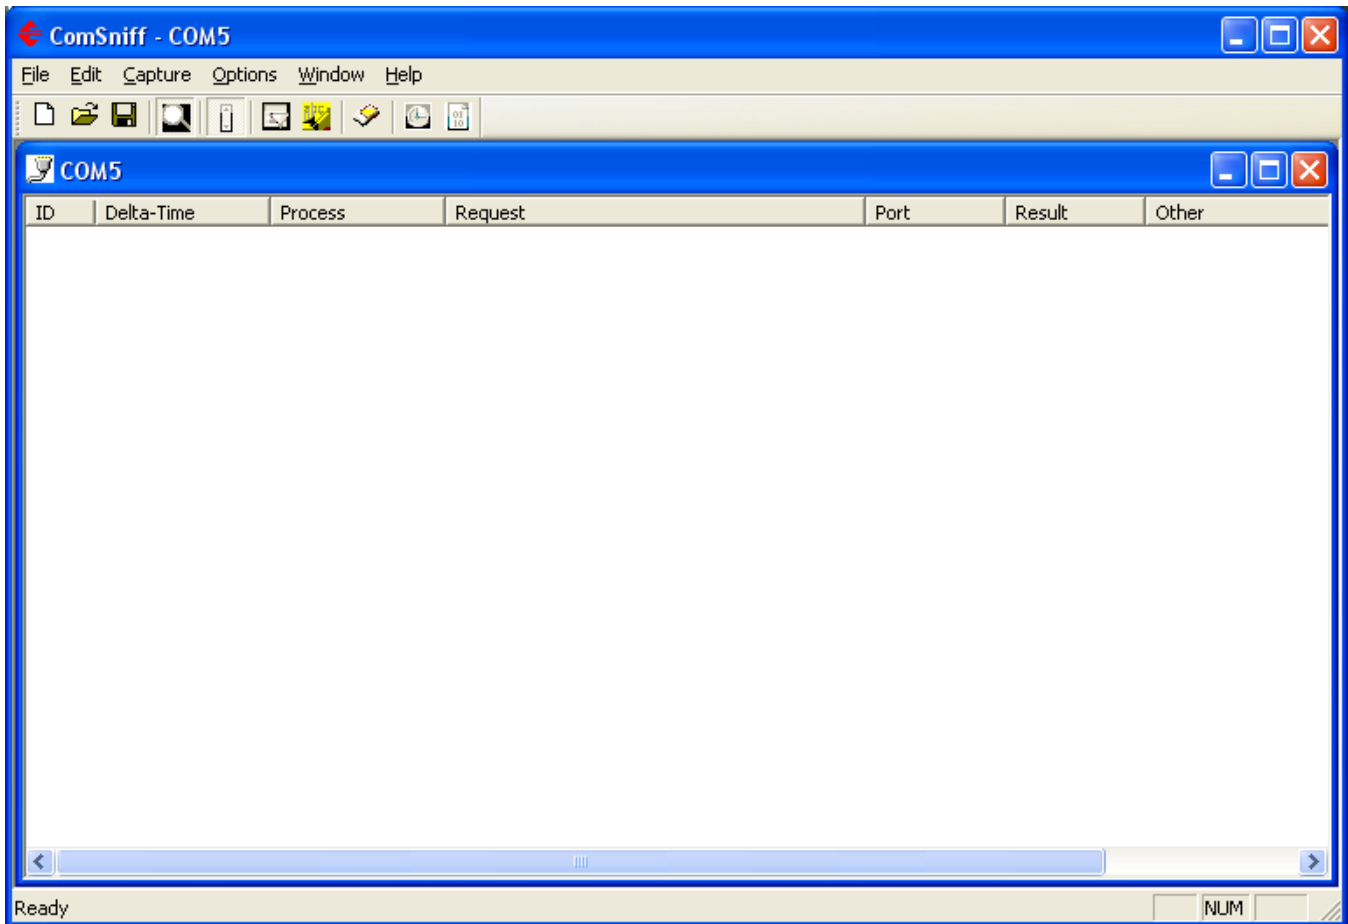 ComSniff - COM5
File Edit Capture Options Window Help
COM5
ID Delta-Time Process Request Port Result Other
Ready NUM